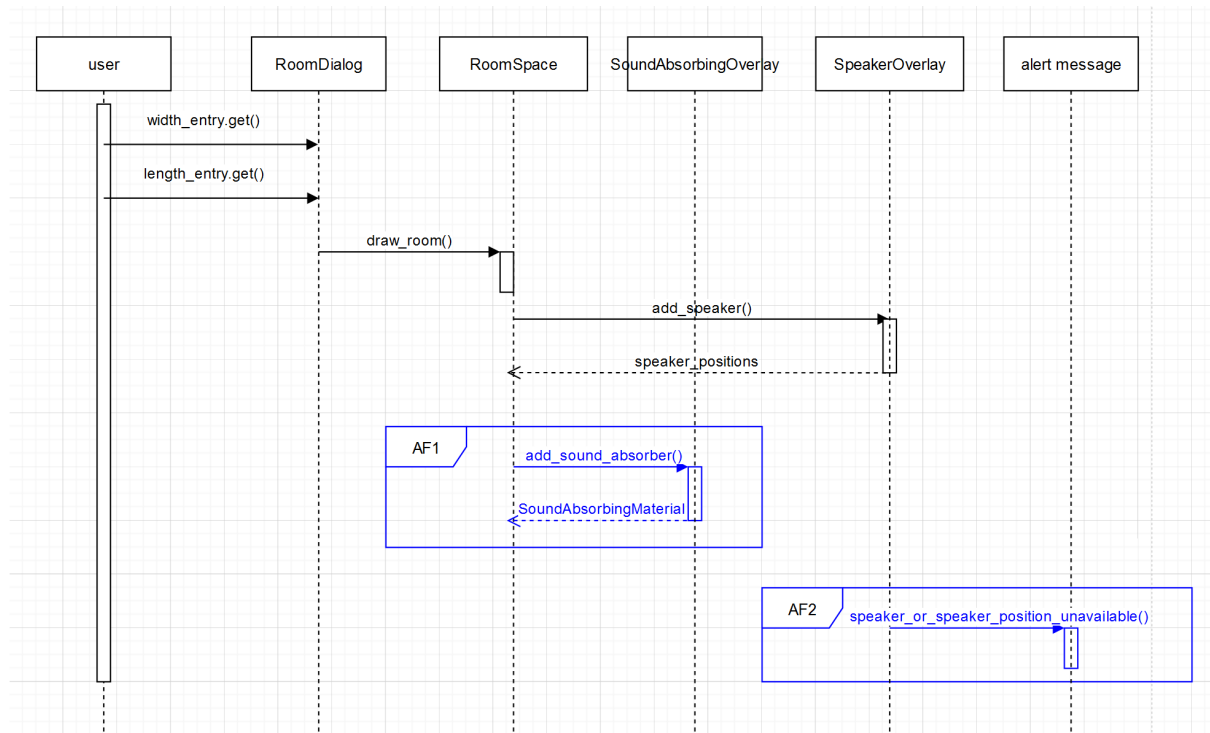 user
RoomDialog
RoomSpace
SoundAbsorbingOverlay
SpeakerOverlay
alert message
width_entry.get()
length_entry.get()
draw_room()
add_speaker()
speaker_positions
AF1
add_sound_absorber()
SoundAbsorbingMaterial
AF2
speaker_or_speaker_position_unavailable()